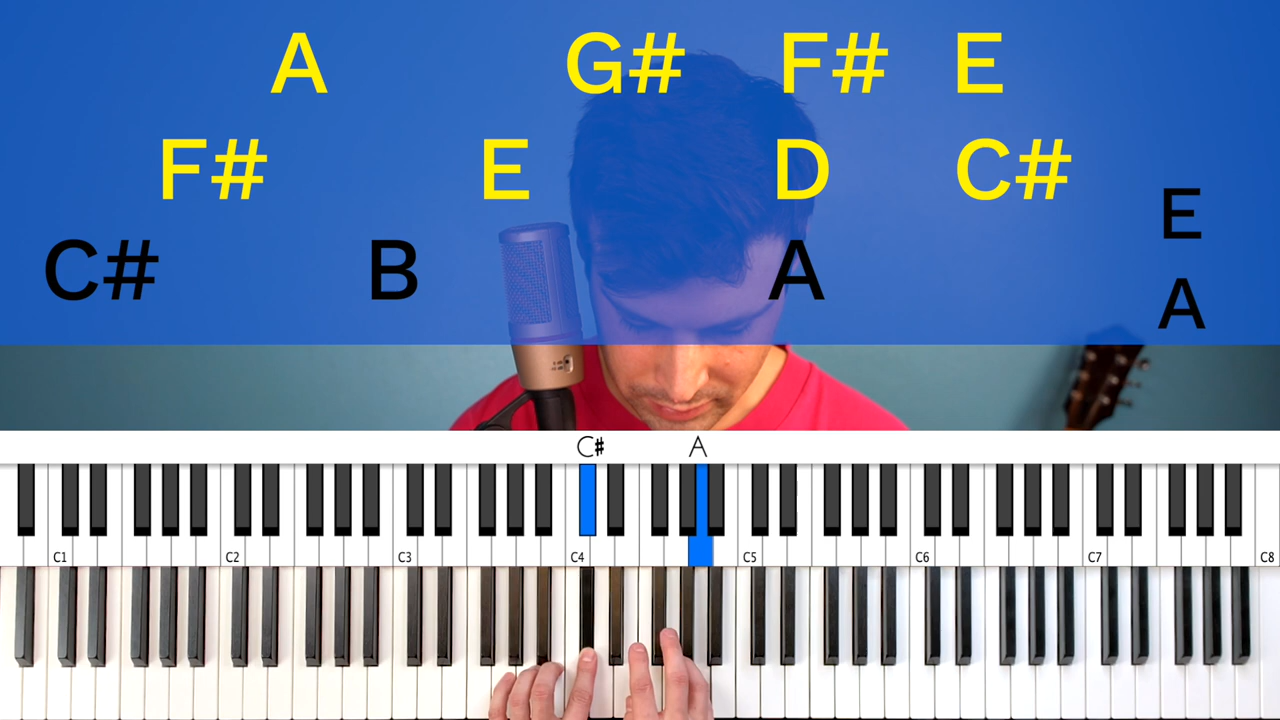 A G# F# E
F# E D C#
E
C# B A
A
C# A
C1 C2 C3 C4 C5 C6 C7 C8